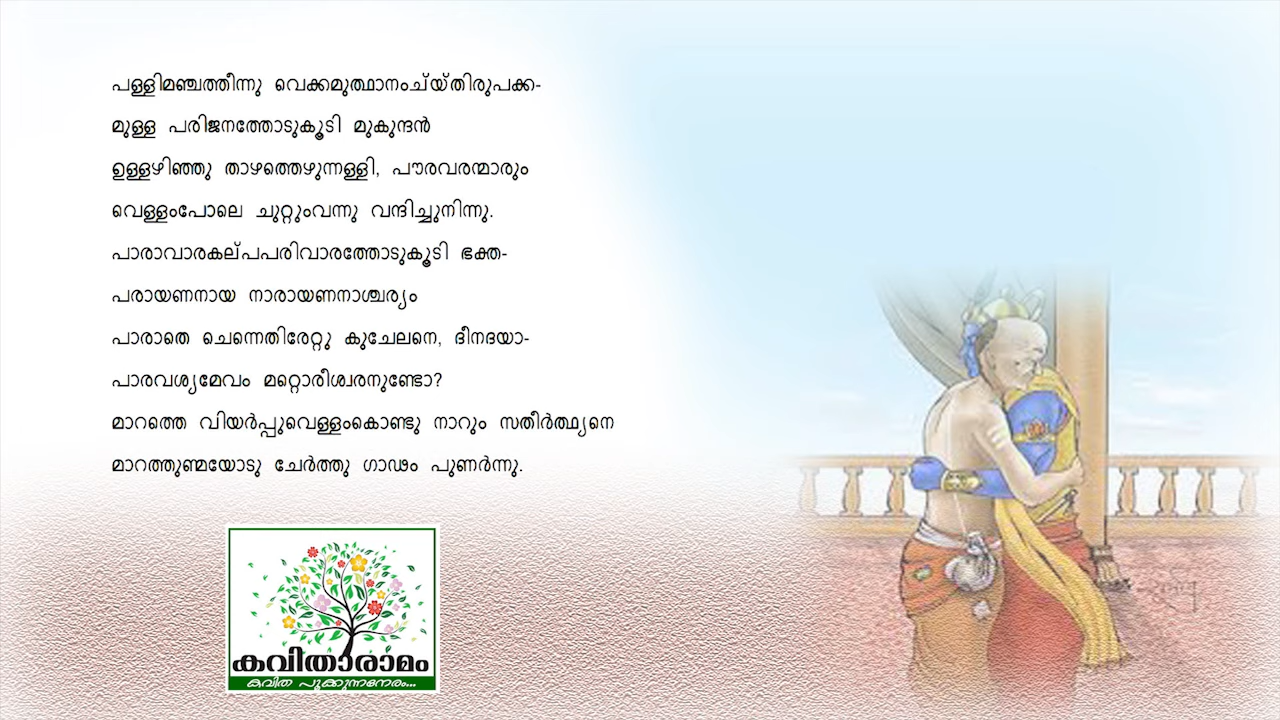 പള്ളിമഞ്ചത്തീന്നു വെക്കമുത്ഥാനംച്യ്തിരുപക്ക-
മുള്ള പരിജനത്തോടുകൂടി മുകുന്ദൻ
ഉള്ളഴിഞ്ഞു താഴത്തെഴുന്നള്ളി, പൗരവരന്മാരും
വെള്ളംപോലെ ചുറ്റുംവന്നു വന്ദിച്ചുനിന്നു.
പാരാവാരകല്പപരിവാരത്തോടുകൂടി ഭക്ത-
പരായണനായ നാരായണനാശ്ചര്യം
പാരാതെ ചെന്നെതിരേറ്റു കുചേലനെ, ദീനദയാ-
പാരവശ്യമേവം മറ്റൊരീശ്വരനുണ്ടോ?
മാറത്തെ വിയർപ്പുവെള്ളംകൊണ്ടു നാറും സതീർത്ഥ്യനെ
മാറത്തുണ്മയോടു ചേർത്തു ഗാഢം പുണർന്നു.
കവിതാരാമം
കവിത പൂക്കുന്നനേരം...